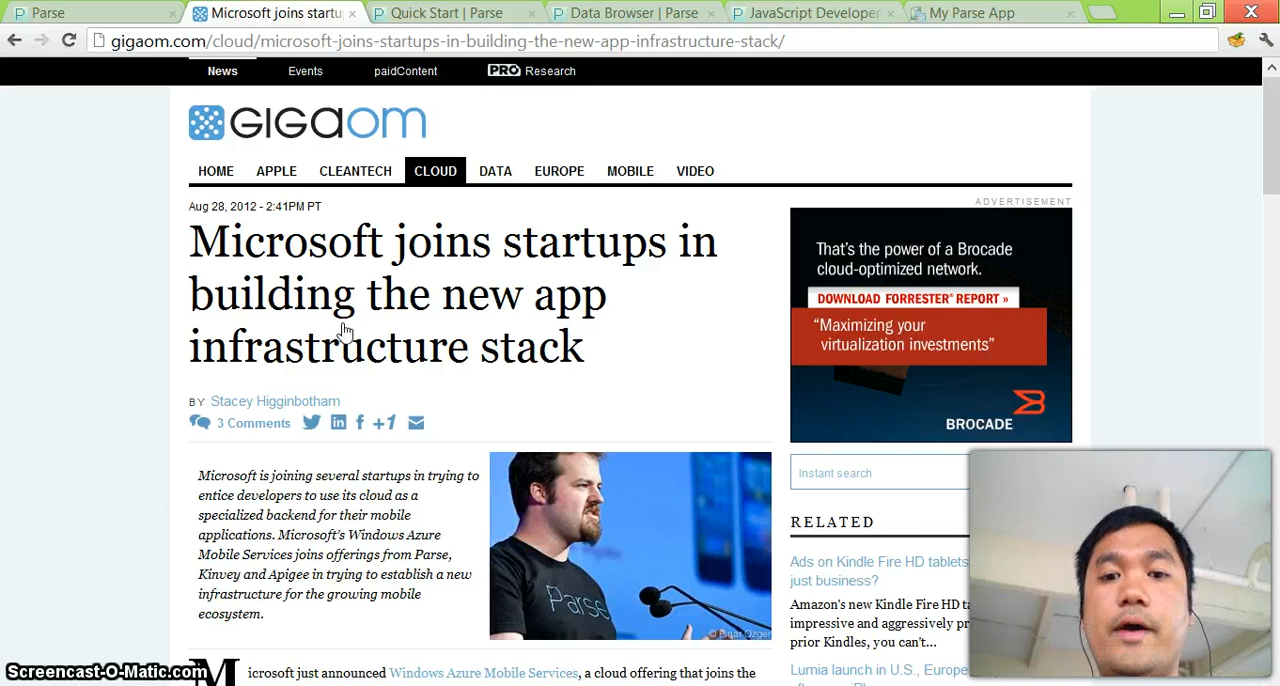 Parse
Microsoft joins startu
Quick Start | Parse
Data Browser | Parse
JavaScript Developer
My Parse App
gigaom.com/cloud/microsoft-joins-startups-in-building-the-new-app-infrastructure-stack/
News
Events
paidContent
PRO Research
GIGaom
HOME
APPLE
CLEANTECH
CLOUD
DATA
EUROPE
MOBILE
VIDEO
Aug 28, 2012 - 2:41PM PT
Microsoft joins startups in
building the new app
infrastructure stack
BY Stacey Higginbotham
3 Comments
+1
Microsoft is joining several startups in trying to
entice developers to use its cloud as a
specialized backend for their mobile
applications. Microsoft's Windows Azure
Mobile Services joins offerings from Parse,
Kinvey and Apigee in trying to establish a new
infrastructure for the growing mobile
ecosystem.
Parse
© Pinar Ozger
Microsoft just announced Windows Azure Mobile Services, a cloud offering that joins the
ADVERTISEMENT
That's the power of a Brocade
cloud-optimized network.
DOWNLOAD FORRESTER® REPORT »
“Maximizing your
virtualization investments”
BROCADE
Instant search
RELATED
Ads on Kindle Fire HD tablets
just business?
Amazon's new Kindle Fire HD ta
impressive and aggressively pr
prior Kindles, you can't...
Lumia launch in U.S., Europe
Screencast-O-Matic.com